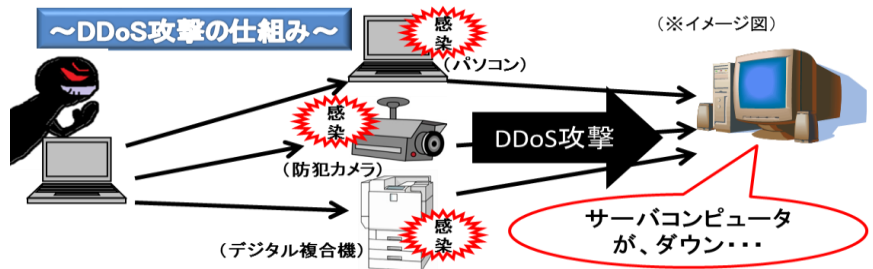 ～DDoS攻撃の仕組み～
(※イメージ図)
感
染
(パソコン)
感
染
(防犯カメラ)
DDoS攻撃
感
染
(デジタル複合機)
サーバコンピュータ
が、ダウン・・・